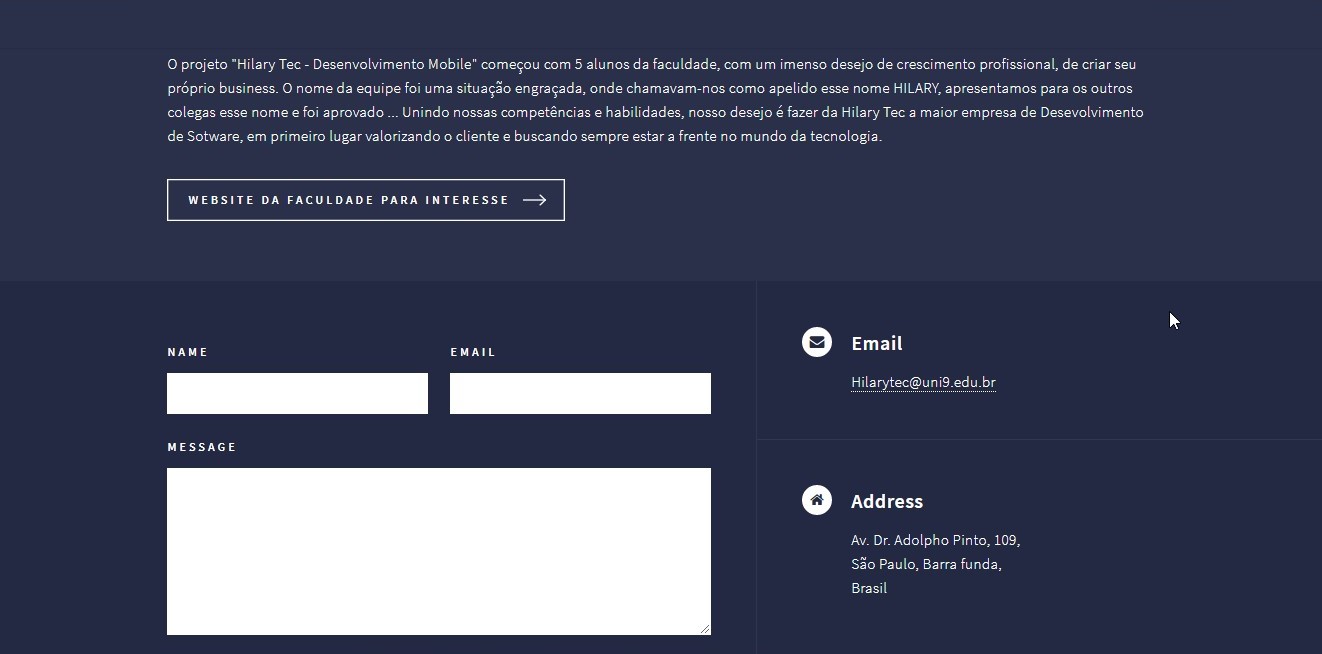 O projeto "Hilary Tec - Desenvolvimento Mobile" começou com 5 alunos da faculdade, com um imenso desejo de crescimento profissional, de criar seu
próprio business. O nome da equipe foi uma situação engraçada, onde chamavam-nos como apelido esse nome HILARY, apresentamos para os outros
colegas esse nome e foi aprovado ... Unindo nossas competências e habilidades, nosso desejo é fazer da Hilary Tec a maior empresa de Desevolvimento
de Sotware, em primeiro lugar valorizando o cliente e buscando sempre estar a frente no mundo da tecnologia.
WEBSITE DA FACULDADE PARA INTERESSE
NAME
EMAIL
MESSAGE
Email
Hilarytec@uni9.edu.br
Address
Av. Dr. Adolpho Pinto, 109,
São Paulo, Barra funda,
Brasil